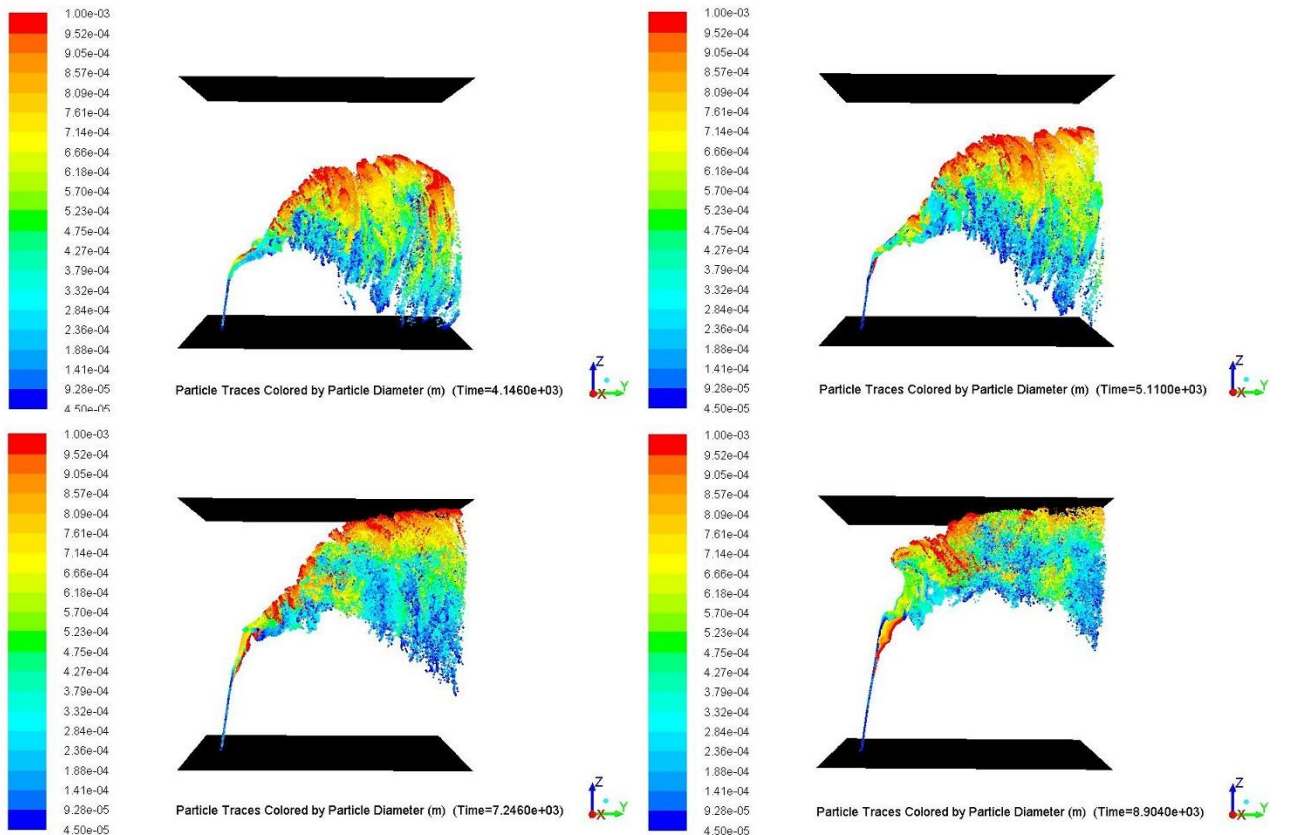 1.00e-03
9.52e-04
9.05e-04
8.57e-04
8.09e-04
7.61e-04
7.14e-04
6.66e-04
6.18e-04
5.70e-04
5.23e-04
4.75e-04
4.27e-04
3.79e-04
3.32e-04
2.84e-04
2.36e-04
1.88e-04
1.41e-04
9.28e-05
4.50e-05
Z
X
Y
Particle Traces Colored by Particle Diameter (m) (Time=4.1460e+03)
1.00e-03
9.52e-04
9.05e-04
8.57e-04
8.09e-04
7.61e-04
7.14e-04
6.66e-04
6.18e-04
5.70e-04
5.23e-04
4.75e-04
4.27e-04
3.79e-04
3.32e-04
2.84e-04
2.36e-04
1.88e-04
1.41e-04
9.28e-05
4.50e-05
Z
X
Y
Particle Traces Colored by Particle Diameter (m) (Time=5.1100e+03)
1.00e-03
9.52e-04
9.05e-04
8.57e-04
8.09e-04
7.61e-04
7.14e-04
6.66e-04
6.18e-04
5.70e-04
5.23e-04
4.75e-04
4.27e-04
3.79e-04
3.32e-04
2.84e-04
2.36e-04
1.88e-04
1.41e-04
9.28e-05
4.50e-05
Z
X
Y
Particle Traces Colored by Particle Diameter (m) (Time=7.2460e+03)
1.00e-03
9.52e-04
9.05e-04
8.57e-04
8.09e-04
7.61e-04
7.14e-04
6.66e-04
6.18e-04
5.70e-04
5.23e-04
4.75e-04
4.27e-04
3.79e-04
3.32e-04
2.84e-04
2.36e-04
1.88e-04
1.41e-04
9.28e-05
4.50e-05
Z
X
Y
Particle Traces Colored by Particle Diameter (m) (Time=8.9040e+03)